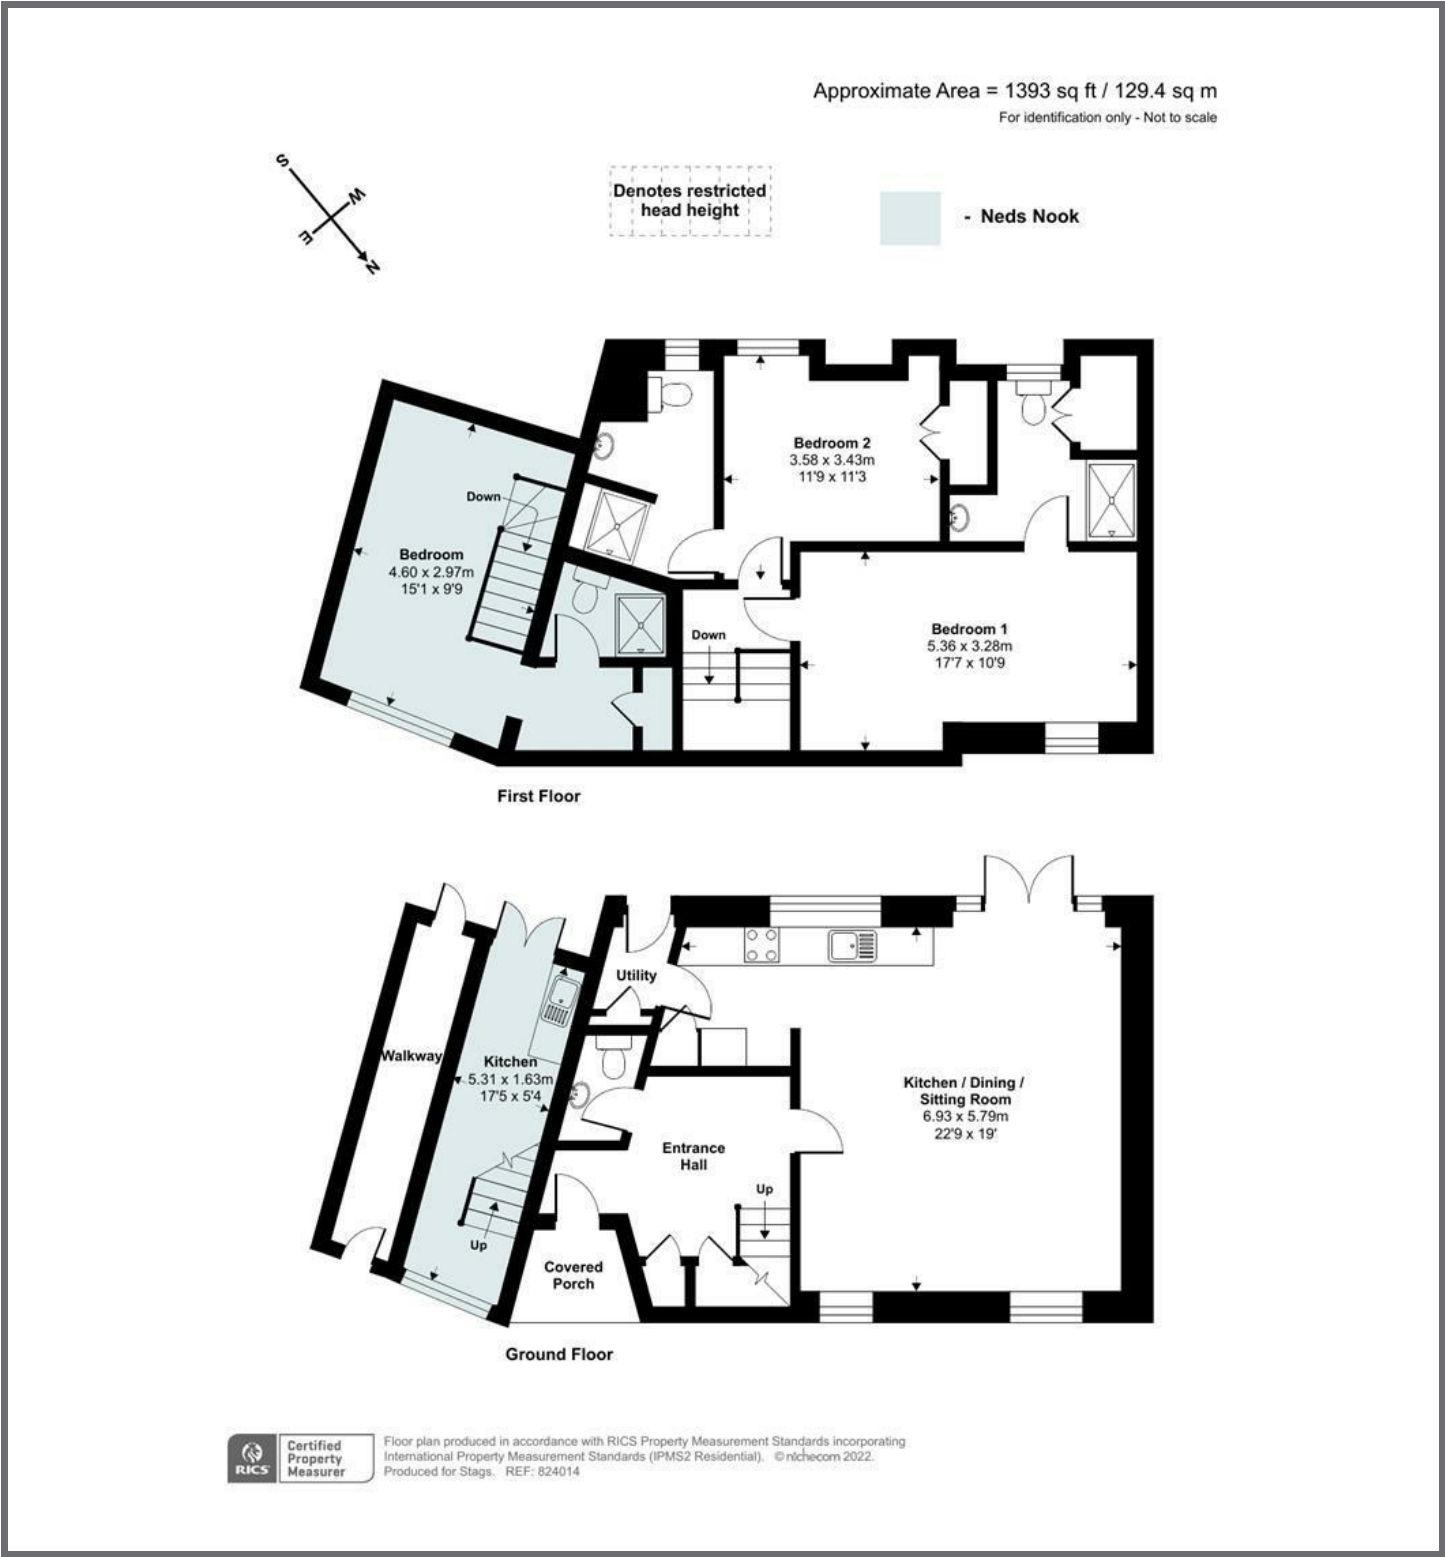 Approximate Area = 1393 sq ft / 129.4 sq m
For identification only - Not to scale
S
W
E
N
Denotes restricted
head height
- Neds Nook
Down
Bedroom
4.60 x 2.97m
15'1 x 9'9
Bedroom 2
3.58 x 3.43m
11'9 x 11'3
Down
Bedroom 1
5.36 x 3.28m
17'7 x 10'9
First Floor
Walkway
Kitchen
5.31 x 1.63m
17'5 x 5'4
Up
Utility
Entrance
Hall
Up
Covered
Porch
Kitchen / Dining /
Sitting Room
6.93 x 5.79m
22'9 x 19'
Ground Floor
RICS
Certified
Property
Measurer
Floor plan produced in accordance with RICS Property Measurement Standards incorporating
International Property Measurement Standards (IPMS2 Residential). © nichecom 2022.
Produced for Stags. REF: 824014